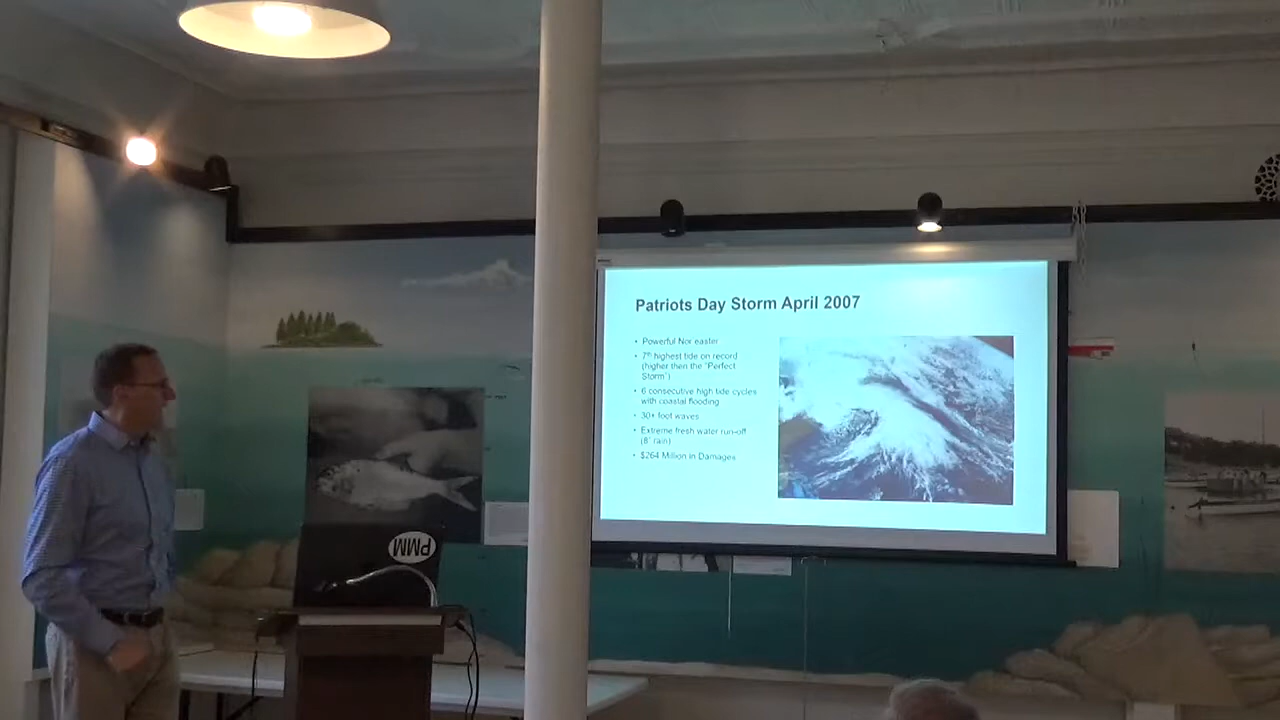 Patriots Day Storm April 2007
• Powerful Nor easter
• 7th highest tide on record
(higher then the "Perfect
Storm")
• 6 consecutive high tide cycles
with coastal flooding
• 30+ foot waves
• Extreme fresh water run-off
(8" rain)
• $264 Million in Damages
PMM